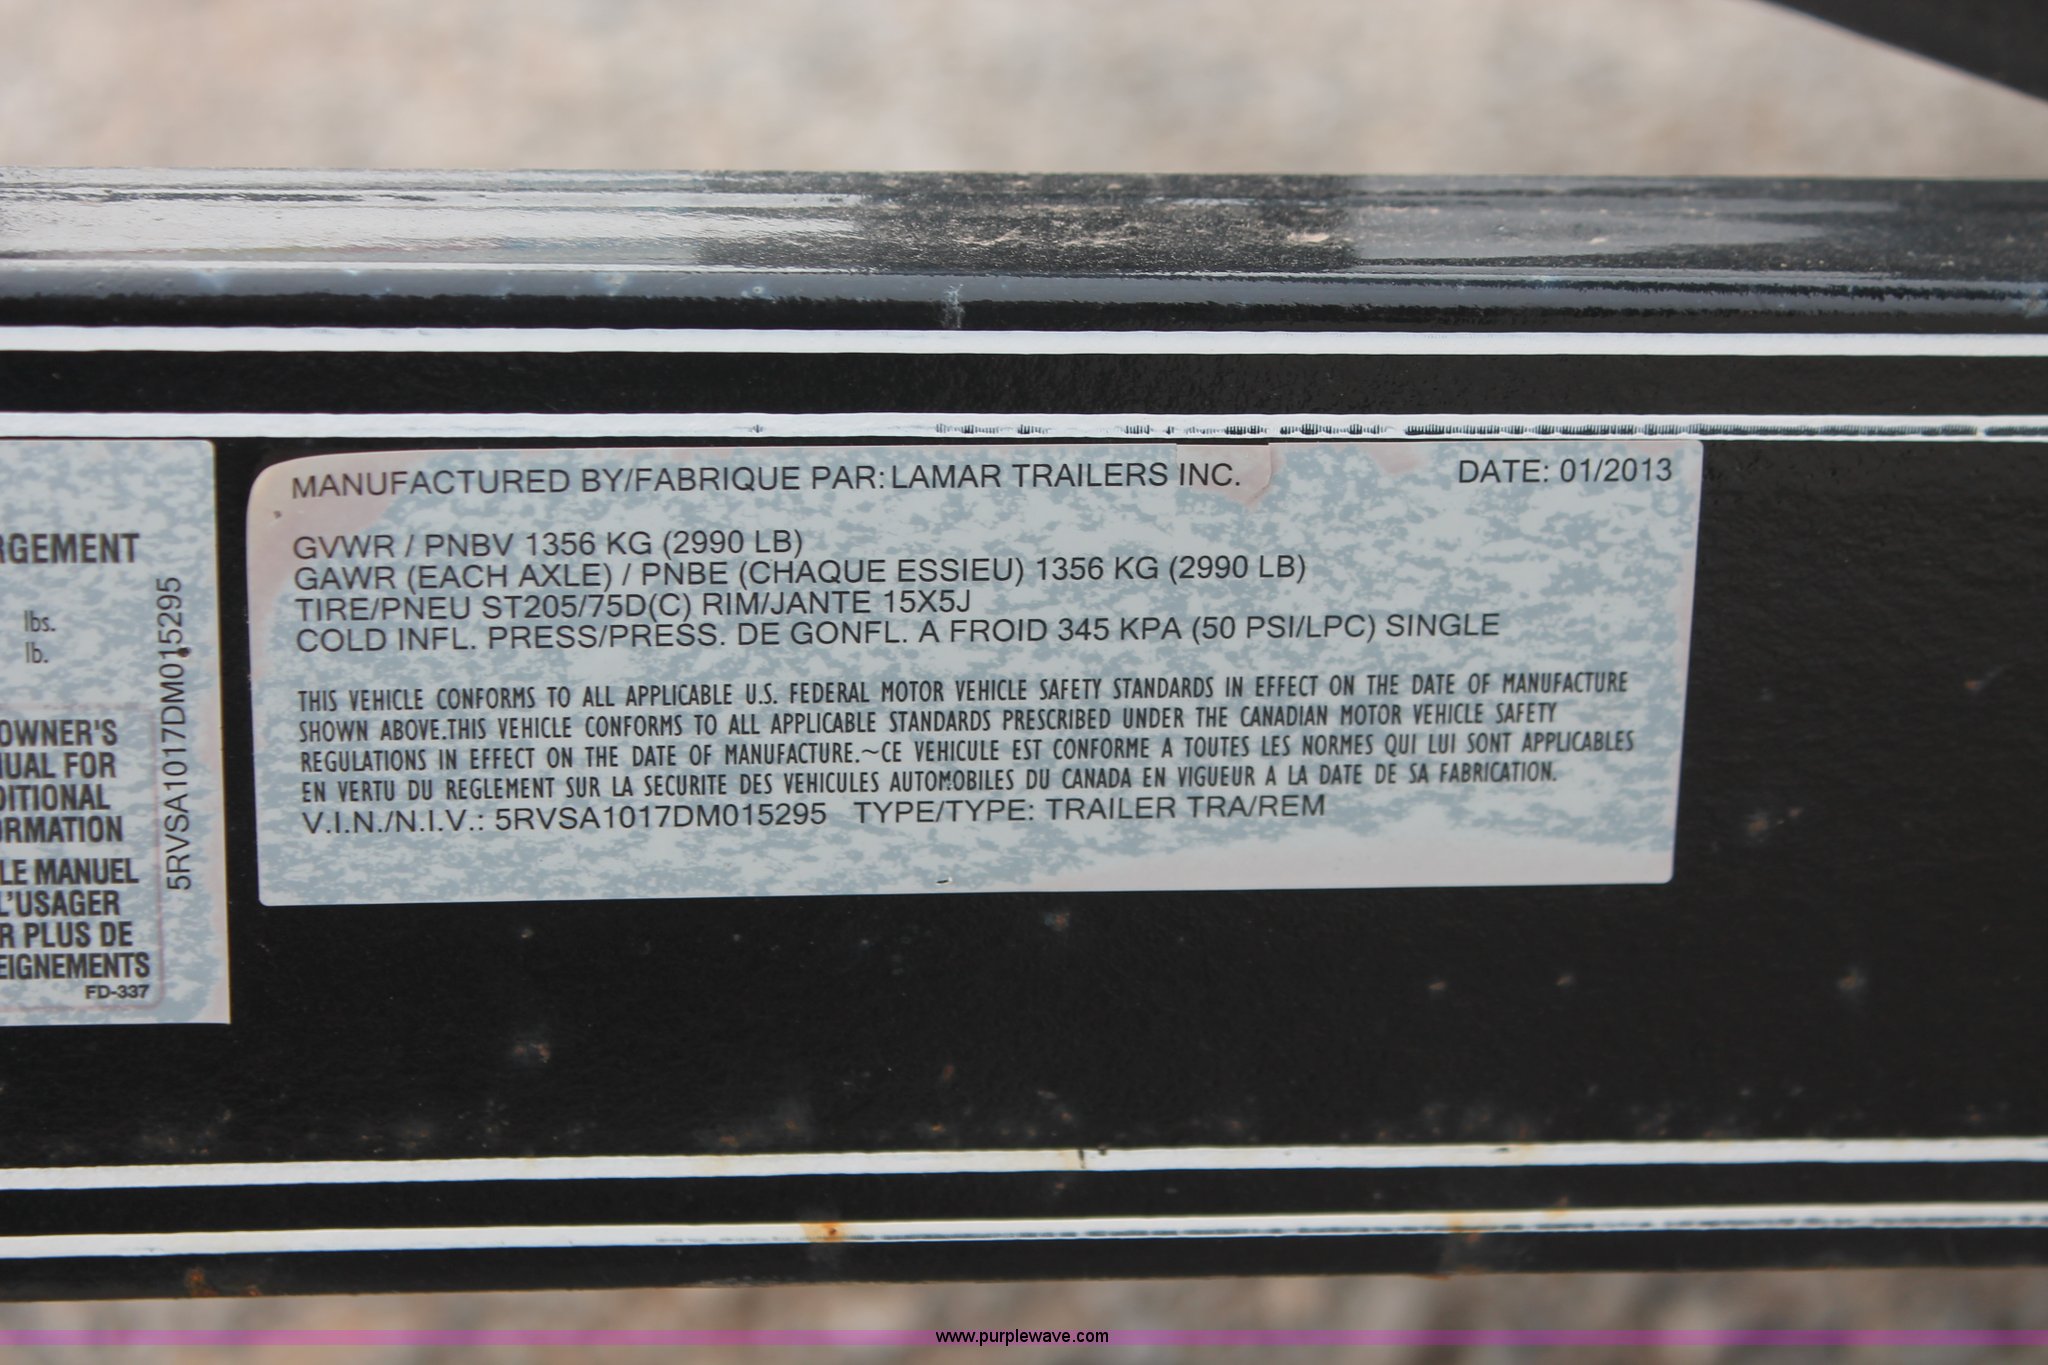 RGEMENT
lbs.
lb.
OWNER'S
UAL FOR
DITIONAL
ORMATION
LE MANUEL
L'USAGER
R PLUS DE
EIGNEMENTS
FD-337
5RVSA1017DM015295
MANUFACTURED BY/FABRIQUE PAR: LAMAR TRAILERS INC. DATE: 01/2013
GVWR / PNBV 1356 KG (2990 LB)
GAWR (EACH AXLE) / PNBE (CHAQUE ESSIEU) 1356 KG (2990 LB)
TIRE/PNEU ST205/75D(C) RIM/JANTE 15X5J
COLD INFL. PRESS/PRESS. DE GONFL. A FROID 345 KPA (50 PSI/LPC) SINGLE
THIS VEHICLE CONFORMS TO ALL APPLICABLE U.S. FEDERAL MOTOR VEHICLE SAFETY STANDARDS IN EFFECT ON THE DATE OF MANUFACTURE
SHOWN ABOVE.THIS VEHICLE CONFORMS TO ALL APPLICABLE STANDARDS PRESCRIBED UNDER THE CANADIAN MOTOR VEHICLE SAFETY
REGULATIONS IN EFFECT ON THE DATE OF MANUFACTURE.~CE VEHICULE EST CONFORME A TOUTES LES NORMES QUI LUI SONT APPLICABLES
EN VERTU DU REGLEMENT SUR LA SECURITE DES VEHICULES AUTOMOBILES DU CANADA EN VIGUEUR A LA DATE DE SA FABRICATION.
V.I.N./N.I.V.: 5RVSA1017DM015295 TYPE/TYPE: TRAILER TRA/REM
www.purplewave.com